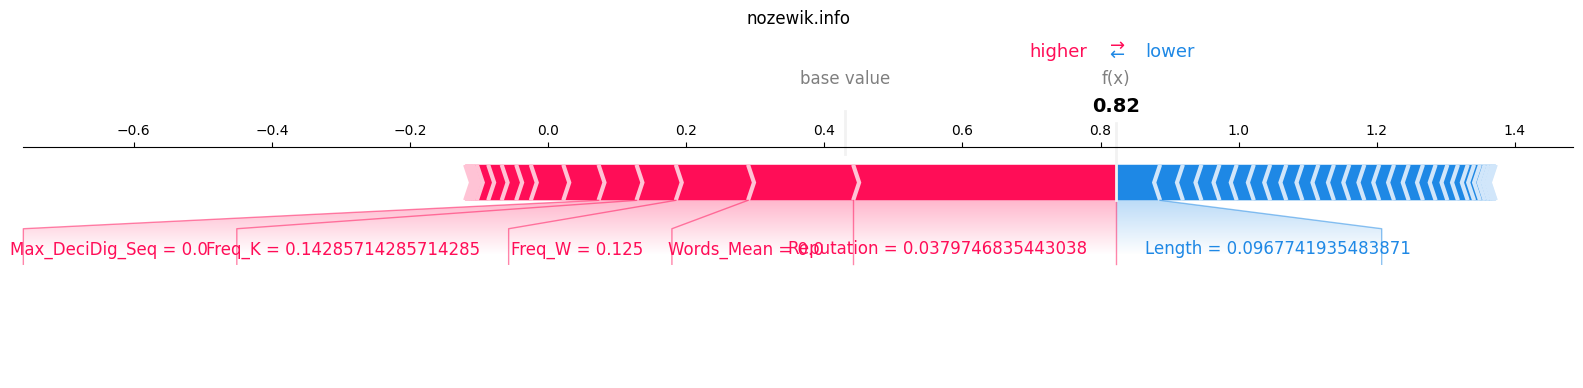 nozewik.info
higher ⇄ lower
base value f(x)
0.82
−0.6 −0.4 −0.2 0.0 0.2 0.4 0.6 0.8 1.0 1.2 1.4
Max_DeciDig_Seq = 0.0 Freq_K = 0.14285714285714285 Freq_W = 0.125 Words_Mean = 0.0 Reputation = 0.0379746835443038 Length = 0.0967741935483871